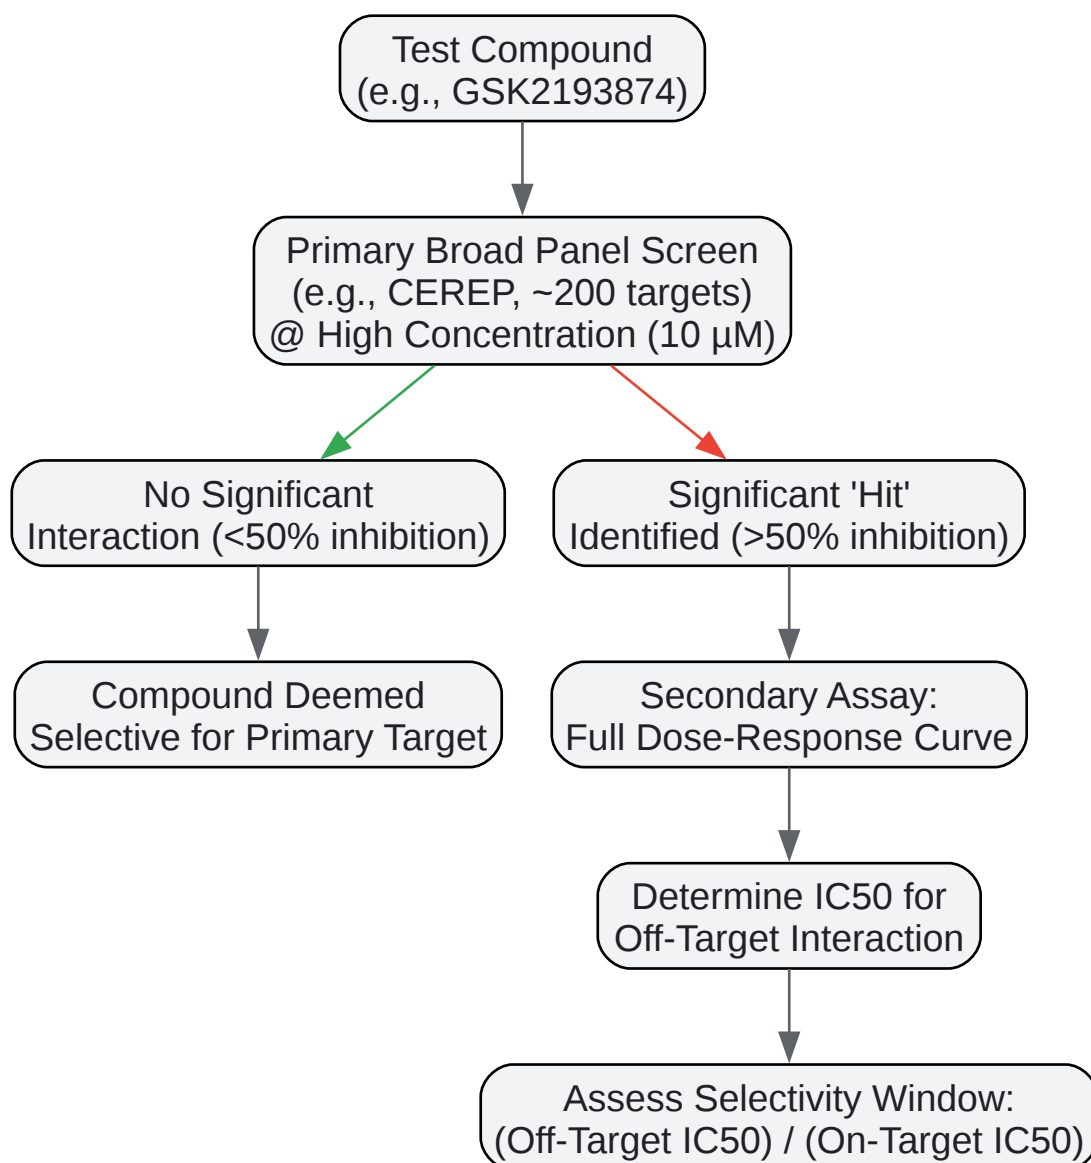 Test Compound
(e.g., GSK2193874)
Primary Broad Panel Screen
(e.g., CEREP, ~200 targets)
@ High Concentration (10 µM)
No Significant
Interaction (<50% inhibition)
Significant 'Hit'
Identified (>50% inhibition)
Compound Deemed
Selective for Primary Target
Secondary Assay:
Full Dose-Response Curve
Determine IC50 for
Off-Target Interaction
Assess Selectivity Window:
(Off-Target IC50) / (On-Target IC50)